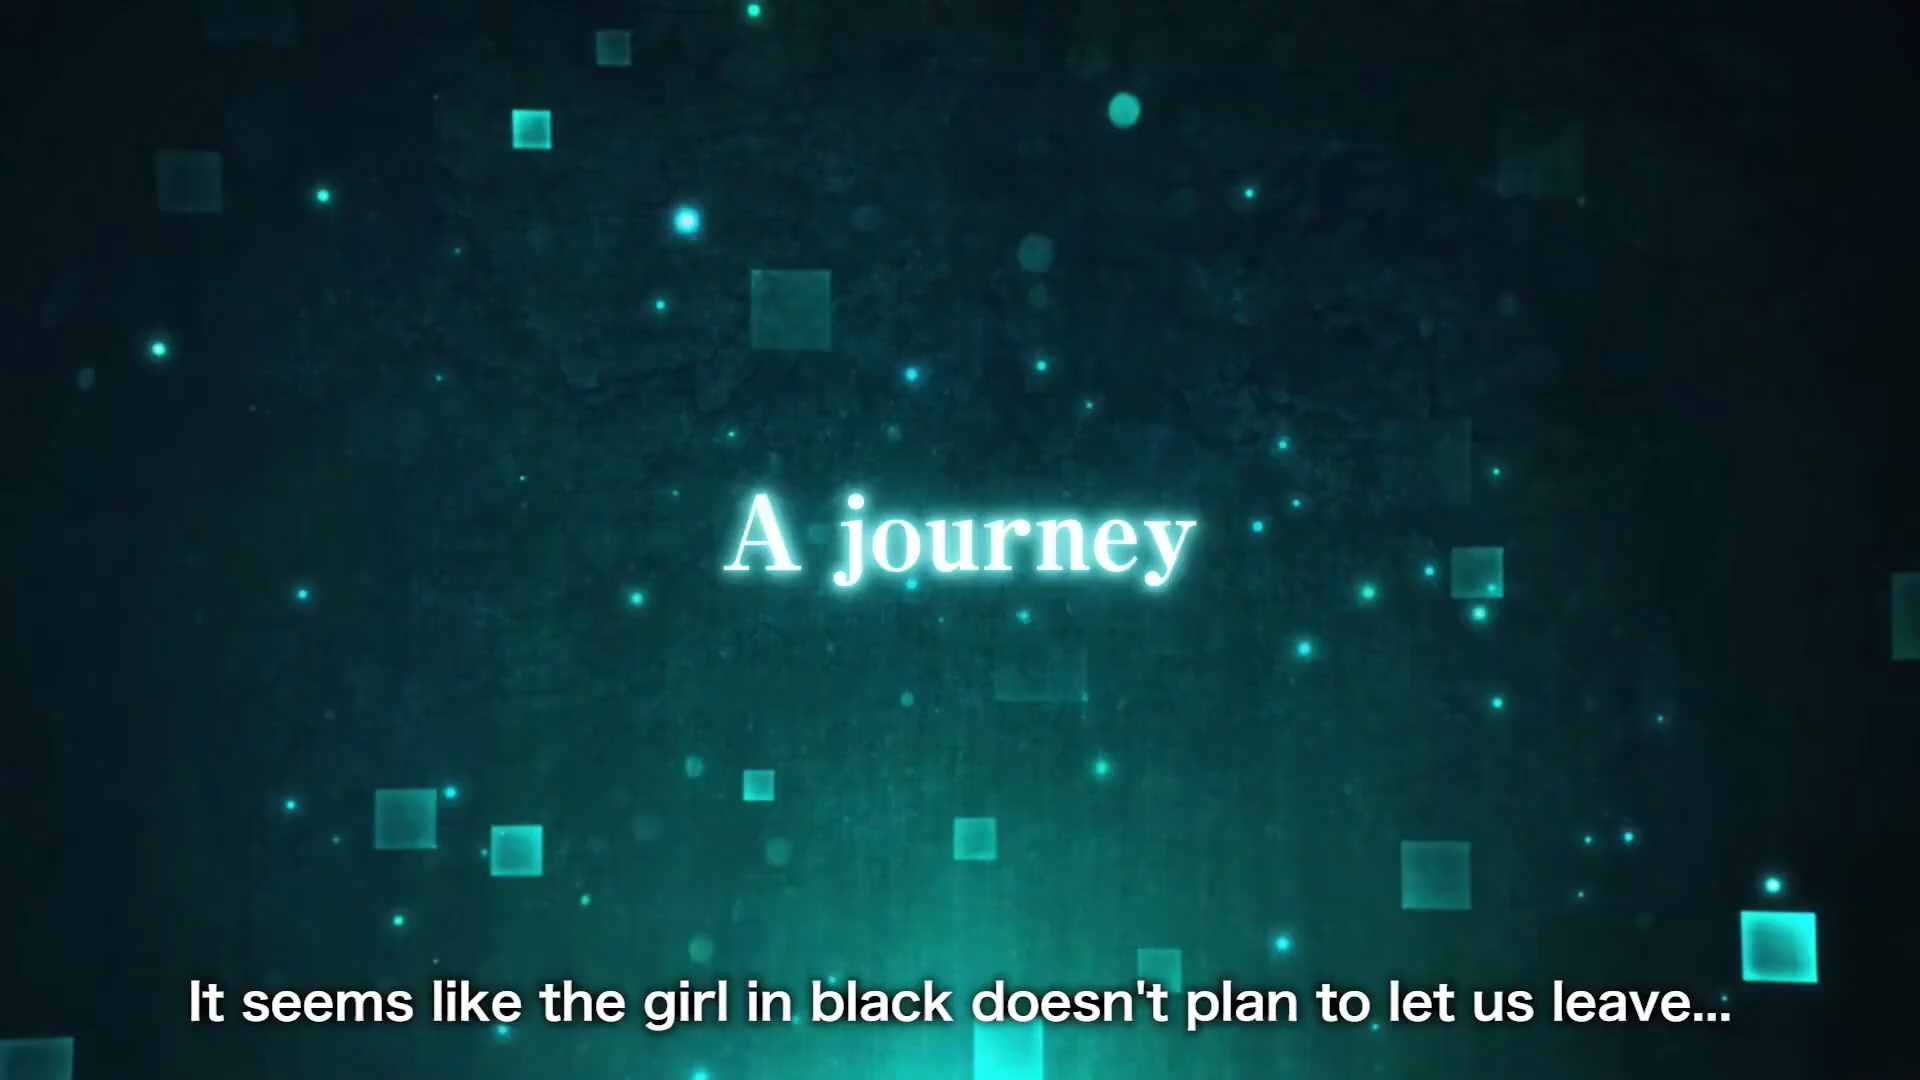 A journey
It seems like the girl in black doesn't plan to let us leave...